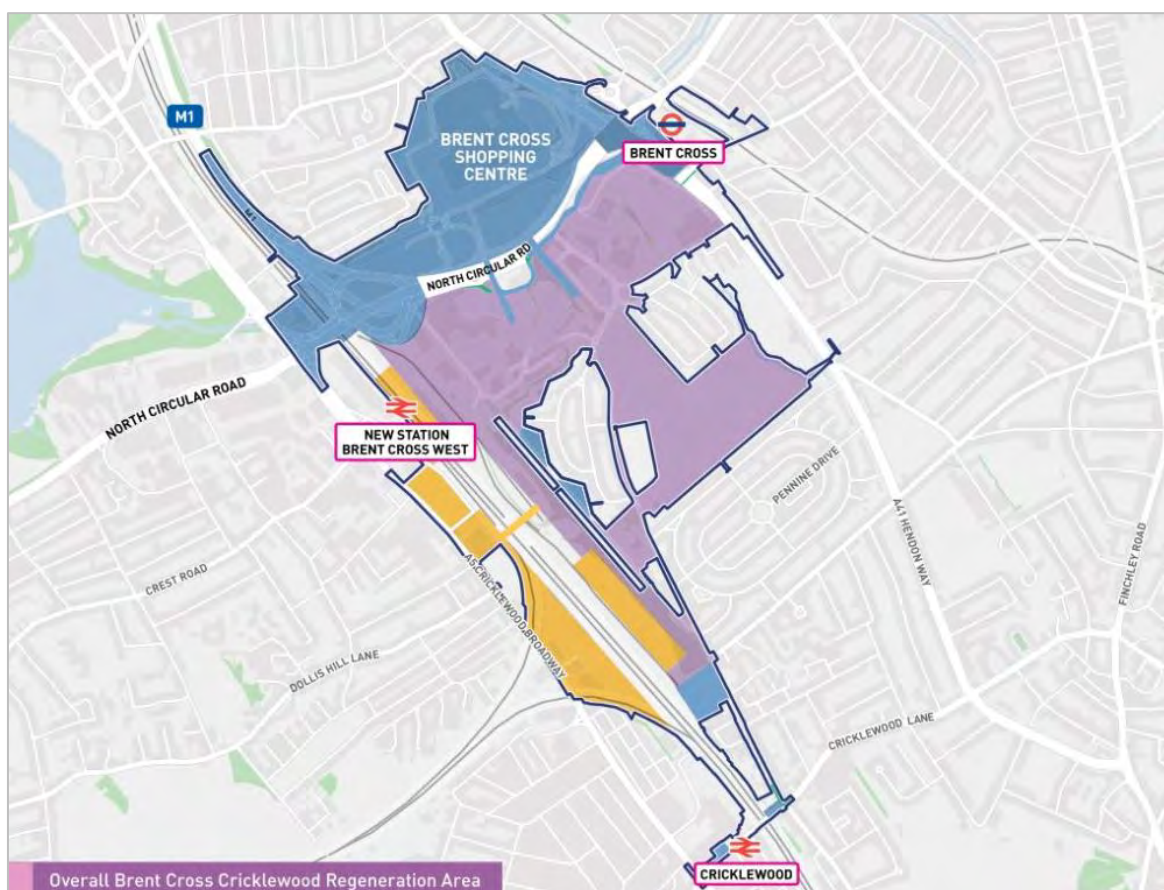 M1
BRENT CROSS
SHOPPING
CENTRE
BRENT CROSS
M1
NORTH CIRCULAR RD
NORTH CIRCULAR ROAD
NEW STATION
BRENT CROSS WEST
PENNINE DRIVE
A41 HENDON WAY
FINCHLEY ROAD
CREST ROAD
A5 CRICKLEWOOD BROADWAY
DOLLIS HILL LANE
CRICKLEWOOD LANE
CRICKLEWOOD
Overall Brent Cross Cricklewood Regeneration Area